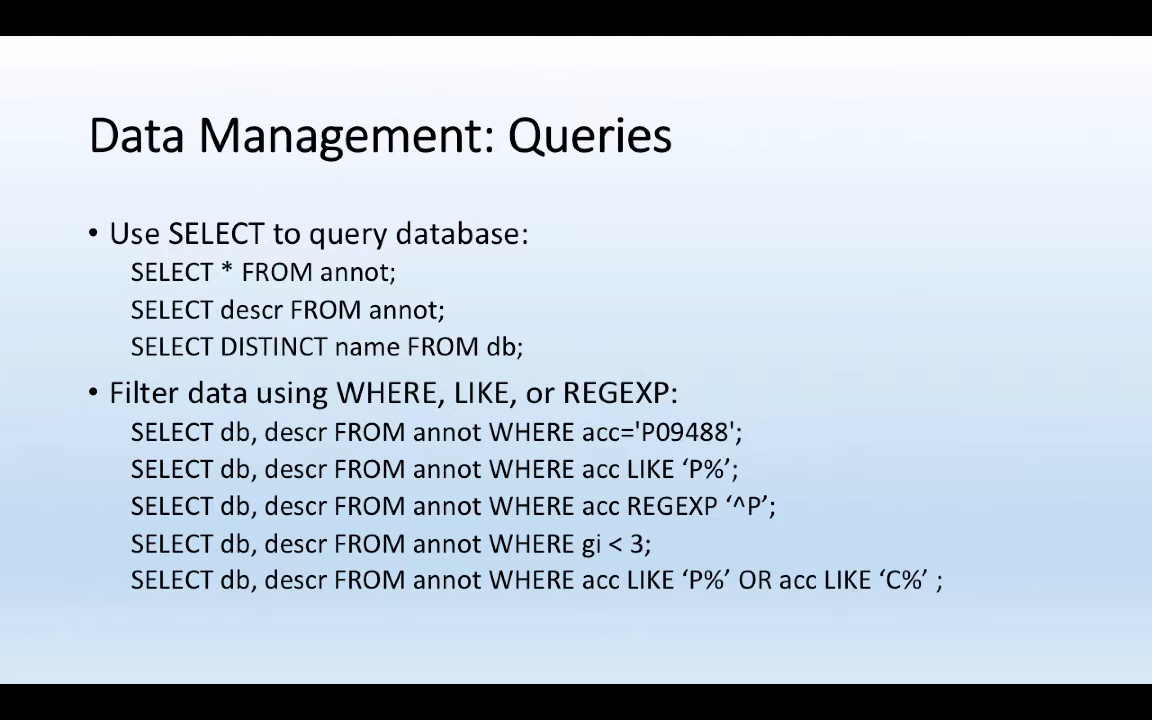 Data Management: Queries
• Use SELECT to query database:
SELECT * FROM annot;
SELECT descr FROM annot;
SELECT DISTINCT name FROM db;
• Filter data using WHERE, LIKE, or REGEXP:
SELECT db, descr FROM annot WHERE acc='P09488';
SELECT db, descr FROM annot WHERE acc LIKE ‘P%’;
SELECT db, descr FROM annot WHERE acc REGEXP ‘^P’;
SELECT db, descr FROM annot WHERE gi < 3;
SELECT db, descr FROM annot WHERE acc LIKE ‘P%’ OR acc LIKE ‘C%’ ;